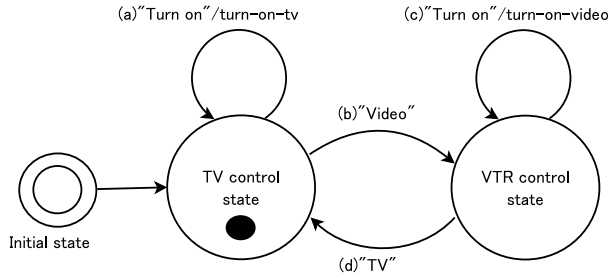 (a)"Turn on"/turn-on-tv
(c)"Turn on"/turn-on-video
(b)"Video"
TV control
state
VTR control
state
Initial state
(d)"TV"